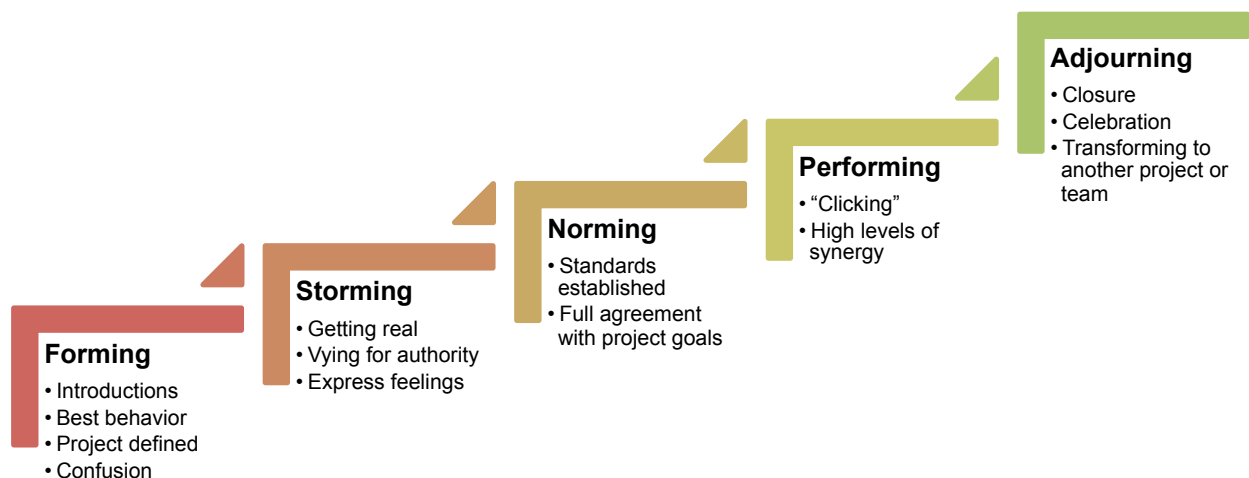 Forming
• Introductions
• Best behavior
• Project defined
• Confusion
Storming
• Getting real
• Vying for authority
• Express feelings
Norming
• Standards
established
• Full agreement
with project goals
Performing
• “Clicking”
• High levels of
synergy
Adjourning
• Closure
• Celebration
• Transforming to
another project or
team